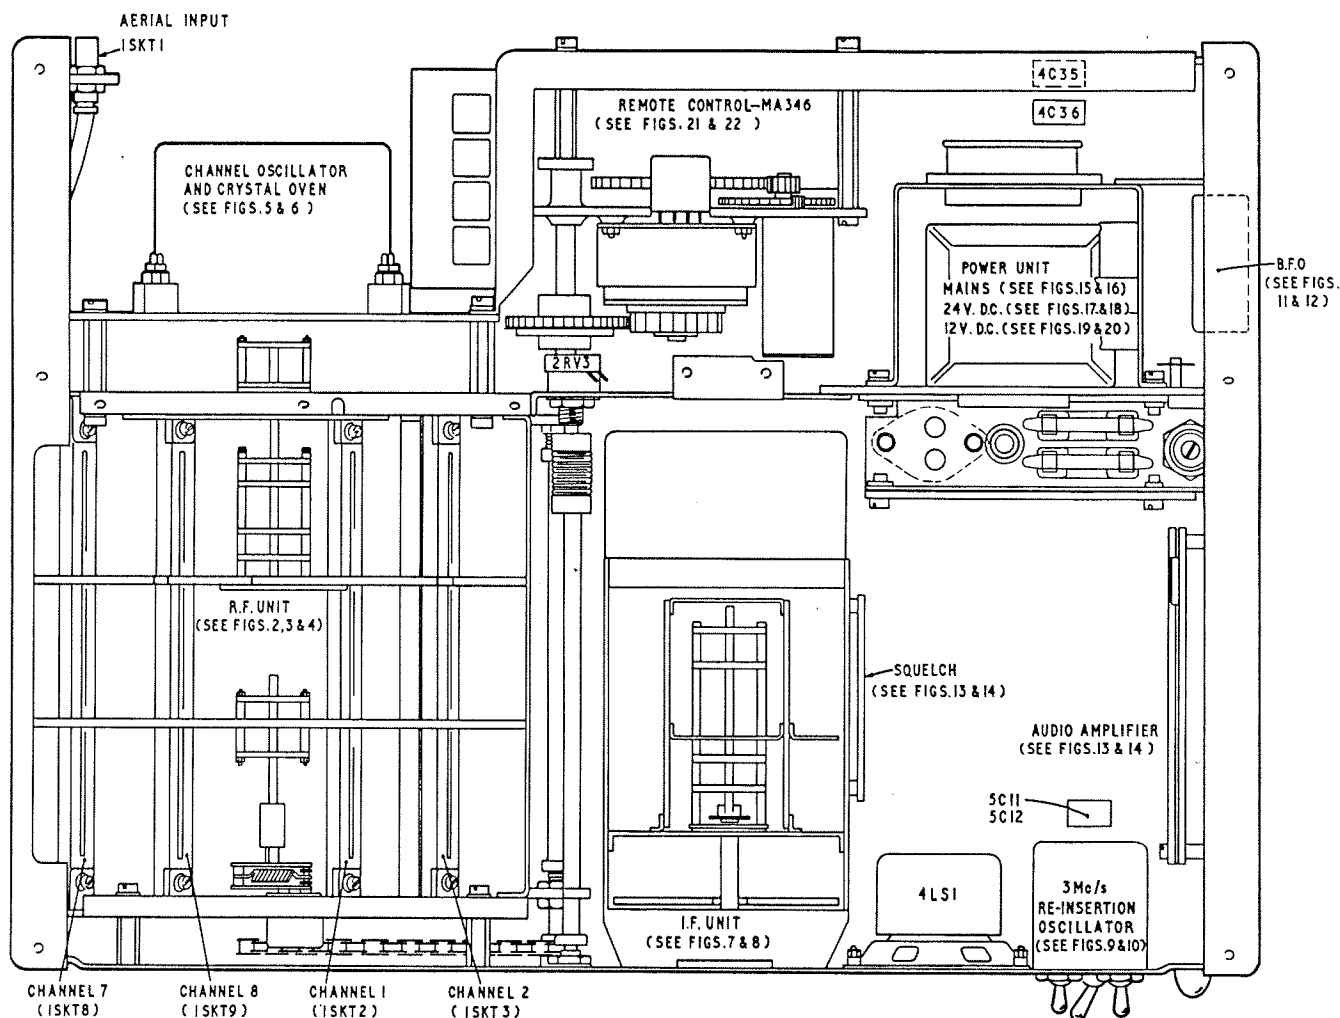 AERIAL INPUT
1SKT1
4C35
4C36
REMOTE CONTROL-MA346
(SEE FIGS. 21 & 22 )
CHANNEL OSCILLATOR
AND CRYSTAL OVEN
(SEE FIGS. 5 & 6 )
POWER UNIT
MAINS (SEE FIGS. 15 & 16)
24V. D.C. (SEE FIGS. 17 & 18)
12V. D.C. (SEE FIGS. 19 & 20)
B.F.O
(SEE FIGS.
11 & 12)
2RV3
R.F. UNIT
(SEE FIGS. 2, 3 & 4)
SQUELCH
(SEE FIGS. 13 & 14)
AUDIO AMPLIFIER
(SEE FIGS. 13 & 14 )
5C11
5C12
4LS1
3Mc/s
RE-INSERTION
OSCILLATOR
(SEE FIGS. 9 & 10)
I.F. UNIT
(SEE FIGS. 7 & 8)
CHANNEL 7
(1SKT8)
CHANNEL 8
(1SKT9)
CHANNEL 1
(1SKT2)
CHANNEL 2
(1SKT3)